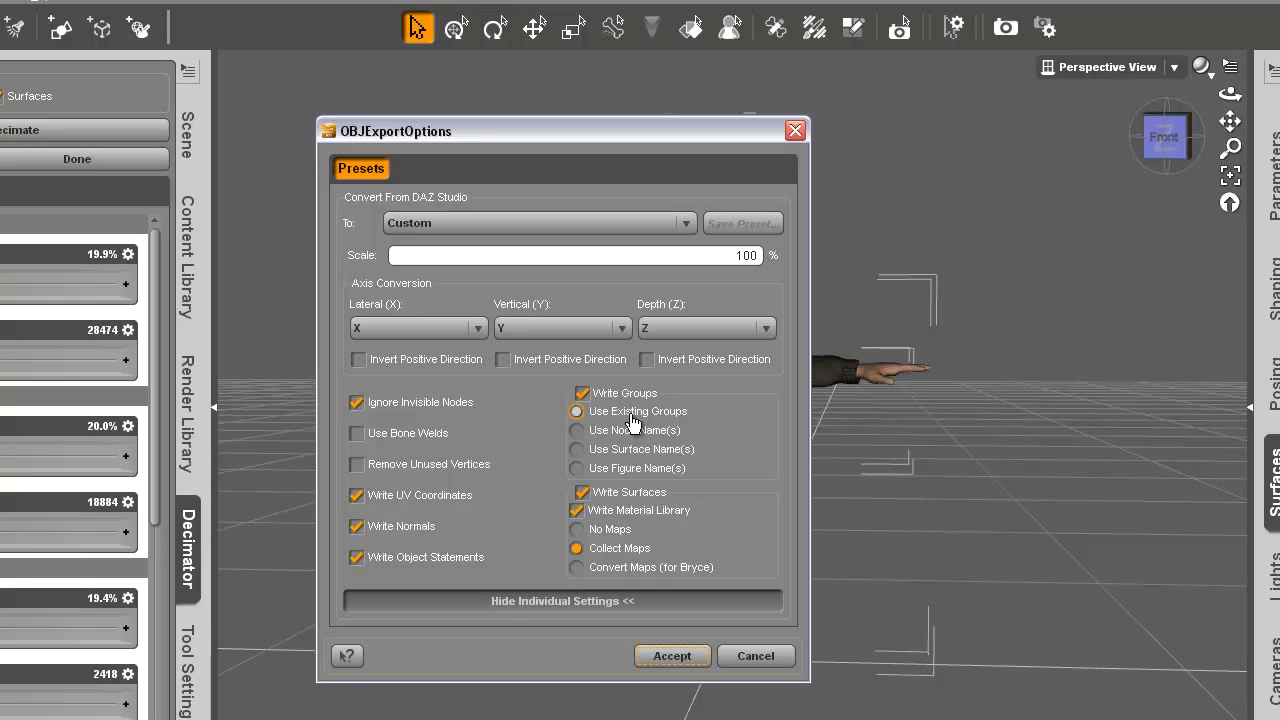 Perspective View
Front
Surfaces
ecimate
Done
19.9%
28474
20.0%
18884
19.4%
2418
Scene
Content Library
Render Library
Decimator
Tool Setting
OBJExportOptions
Presets
Convert From DAZ Studio
To: Custom Save Preset...
Scale: 100 %
Axis Conversion
Lateral (X): Vertical (Y): Depth (Z):
X Y Z
Invert Positive Direction Invert Positive Direction Invert Positive Direction
Ignore Invisible Nodes
Use Bone Welds
Remove Unused Vertices
Write UV Coordinates
Write Normals
Write Object Statements
Write Groups
Use Existing Groups
Use Node Name(s)
Use Surface Name(s)
Use Figure Name(s)
Write Surfaces
Write Material Library
No Maps
Collect Maps
Convert Maps (for Bryce)
Hide Individual Settings <<
Accept Cancel
Parameters
Shaping
Posing
Surfaces
Lights
Cameras